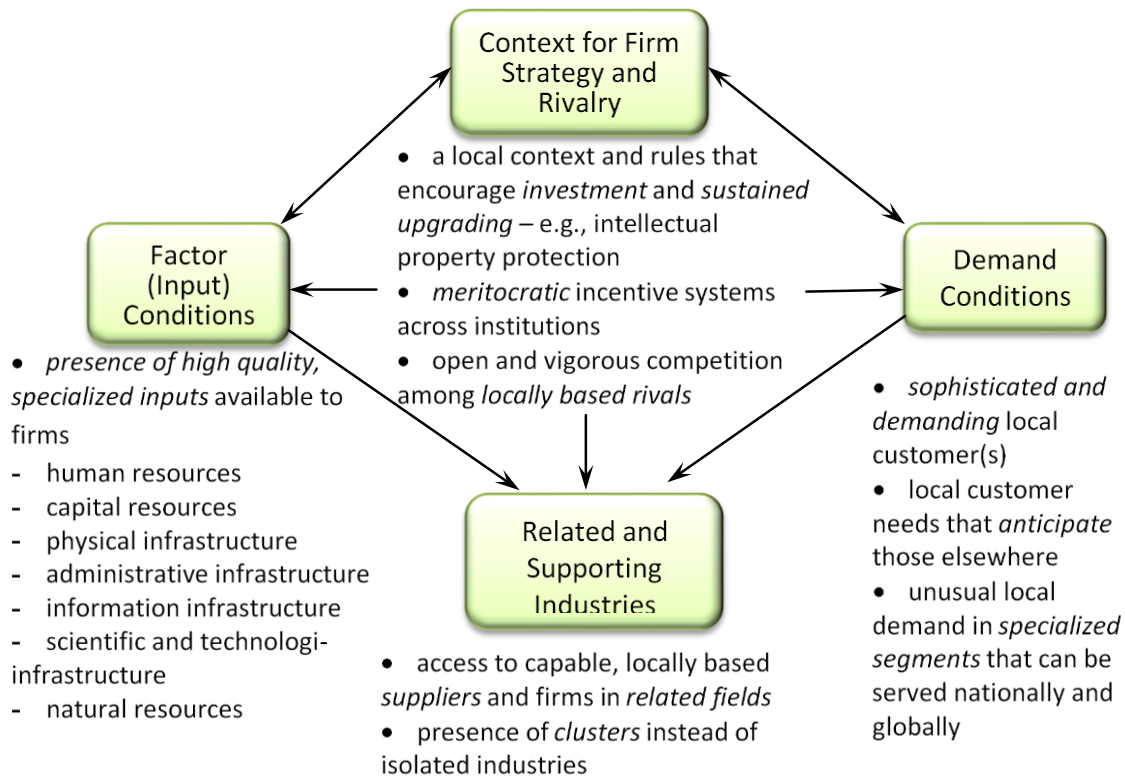 Context for Firm
Strategy and
Rivalry
• a local context and rules that
encourage investment and sustained
upgrading – e.g., intellectual
property protection
• meritocratic incentive systems
across institutions
• open and vigorous competition
among locally based rivals
Factor
(Input)
Conditions
• presence of high quality,
specialized inputs available to
firms
- human resources
- capital resources
- physical infrastructure
- administrative infrastructure
- information infrastructure
- scientific and technologi-
infrastructure
- natural resources
Demand
Conditions
• sophisticated and
demanding local
customer(s)
• local customer
needs that anticipate
those elsewhere
• unusual local
demand in specialized
segments that can be
served nationally and
globally
Related and
Supporting
Industries
• access to capable, locally based
suppliers and firms in related fields
• presence of clusters instead of
isolated industries